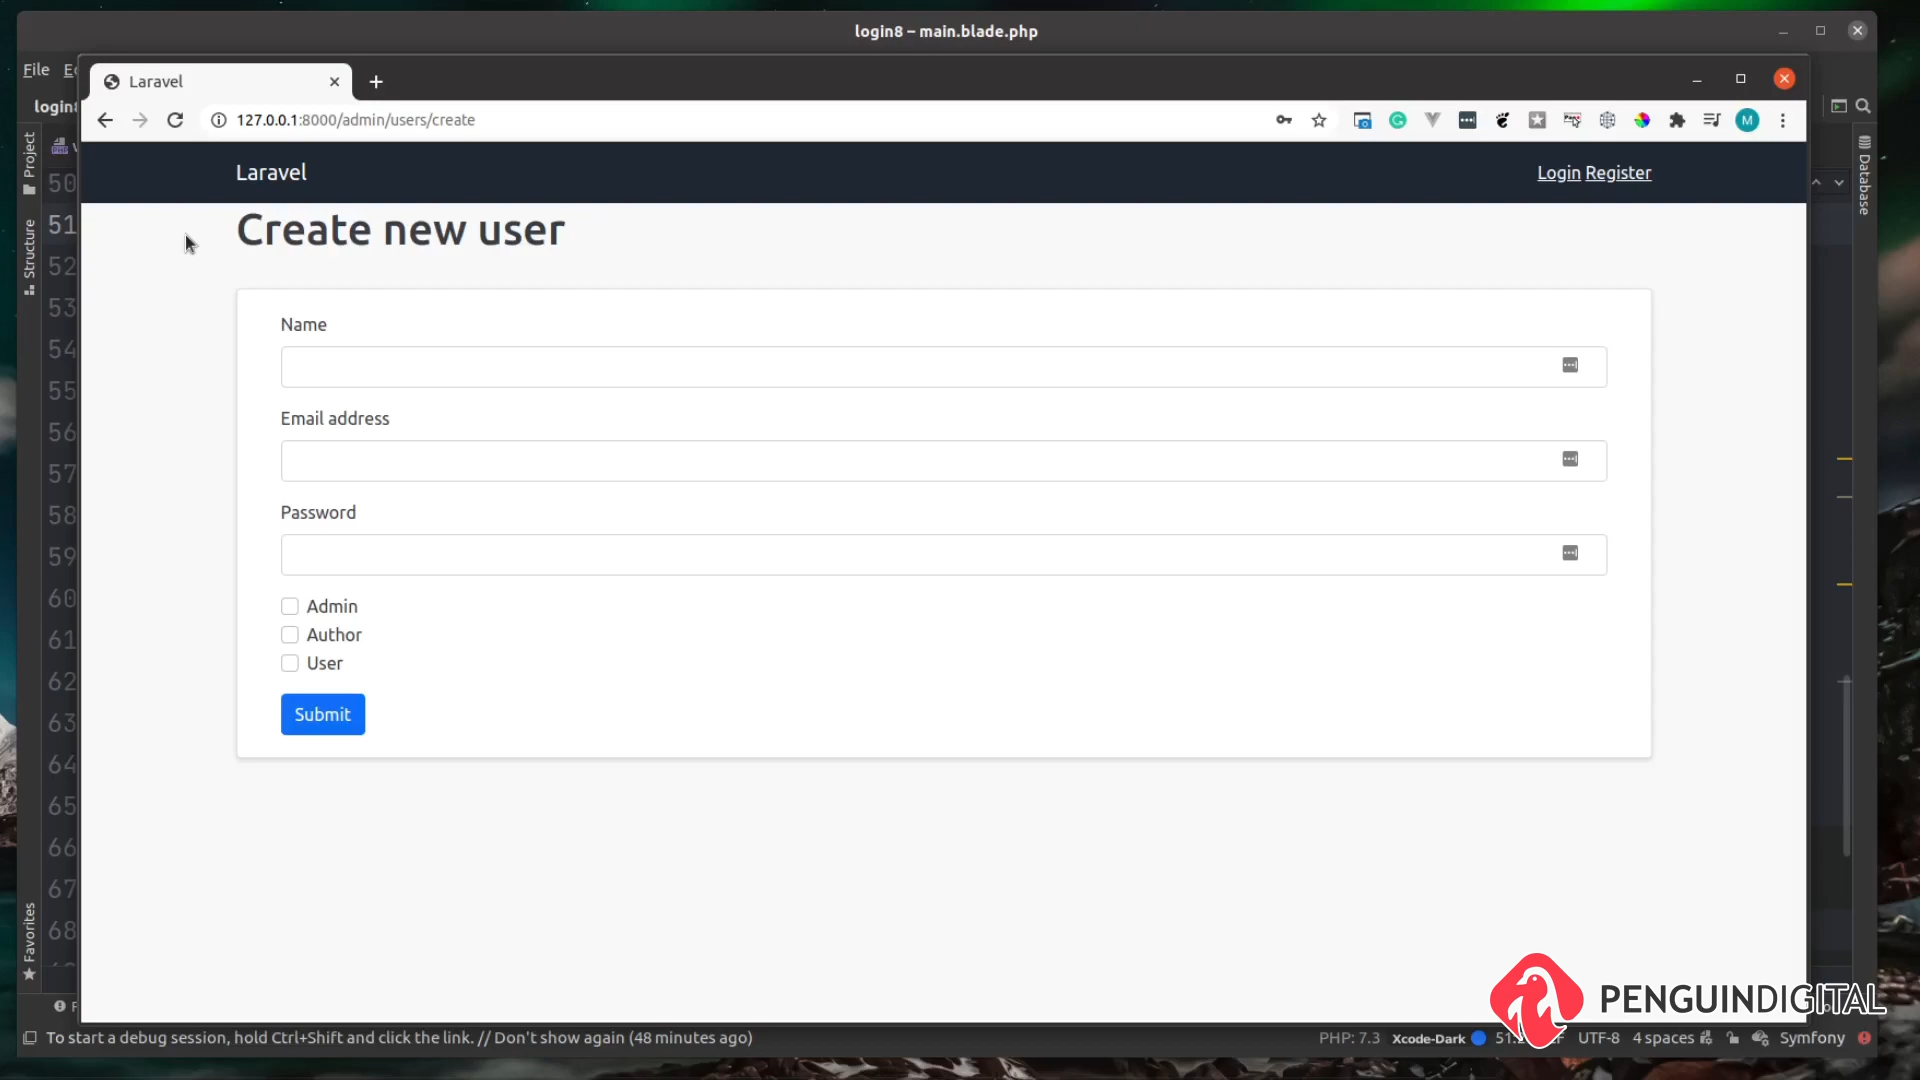 login8 – main.blade.php
File
Laravel
127.0.0.1:8000/admin/users/create
M
Laravel
Login Register
Create new user
Name
Email address
Password
Admin
Author
User
Submit
Project
Structure
Favorites
Database
50
51
52
53
54
55
56
57
58
59
60
61
62
63
64
65
66
67
68
PENGUINDIGITAL
To start a debug session, hold Ctrl+Shift and click the link. // Don't show again (48 minutes ago)
PHP: 7.3 Xcode-Dark UTF-8 4 spaces Symfony